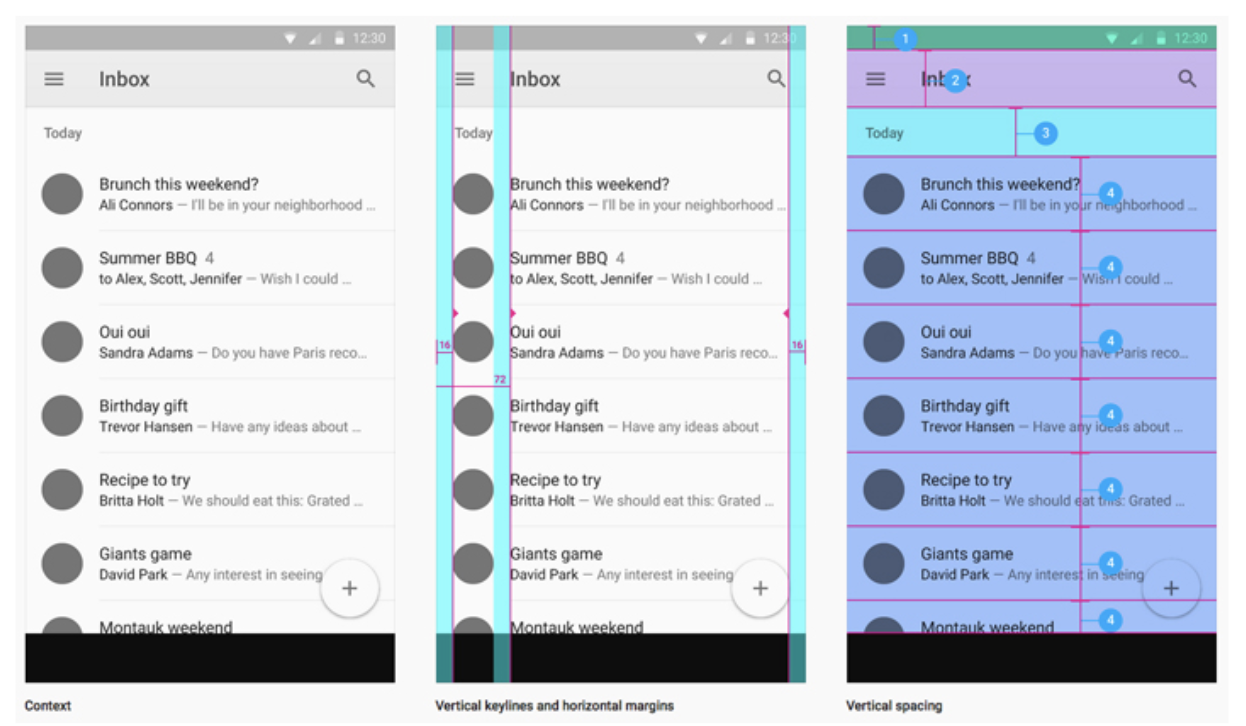 12:30
Inbox
Today
Brunch this weekend?
Ali Connors — I'll be in your neighborhood ...
Summer BBQ 4
to Alex, Scott, Jennifer — Wish I could ...
Oui oui
Sandra Adams — Do you have Paris reco...
Birthday gift
Trevor Hansen — Have any ideas about ...
Recipe to try
Britta Holt — We should eat this: Grated ...
Giants game
David Park — Any interest in seeing
Montauk weekend
Context
12:30
Inbox
Today
Brunch this weekend?
Ali Connors — I'll be in your neighborhood ...
Summer BBQ 4
to Alex, Scott, Jennifer — Wish I could ...
Oui oui
16
16
Sandra Adams — Do you have Paris reco...
72
Birthday gift
Trevor Hansen — Have any ideas about ...
Recipe to try
Britta Holt — We should eat this: Grated ...
Giants game
David Park — Any interest in seeing
Montauk weekend
Vertical keylines and horizontal margins
1
12:30
Inbox
2
Today
3
Brunch this weekend?
4
Ali Connors — I'll be in your neighborhood ...
Summer BBQ 4
4
to Alex, Scott, Jennifer — Wish I could ...
Oui oui
4
Sandra Adams — Do you have Paris reco...
Birthday gift
4
Trevor Hansen — Have any ideas about ...
Recipe to try
4
Britta Holt — We should eat this: Grated ...
Giants game
4
David Park — Any interest in seeing
Montauk weekend
4
Vertical spacing